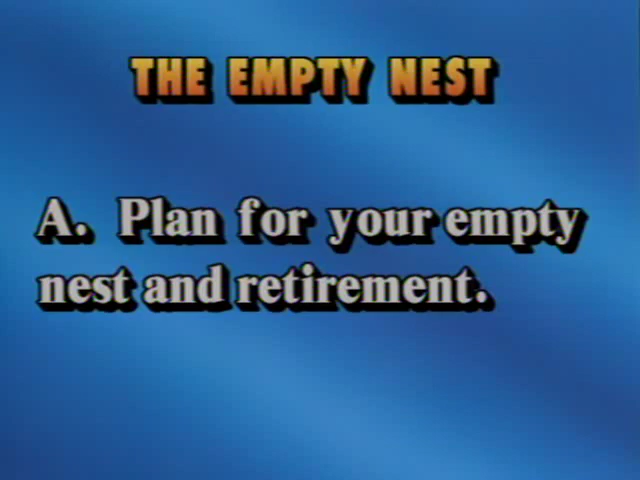 THE EMPTY NEST
A. Plan for your empty
nest and retirement.